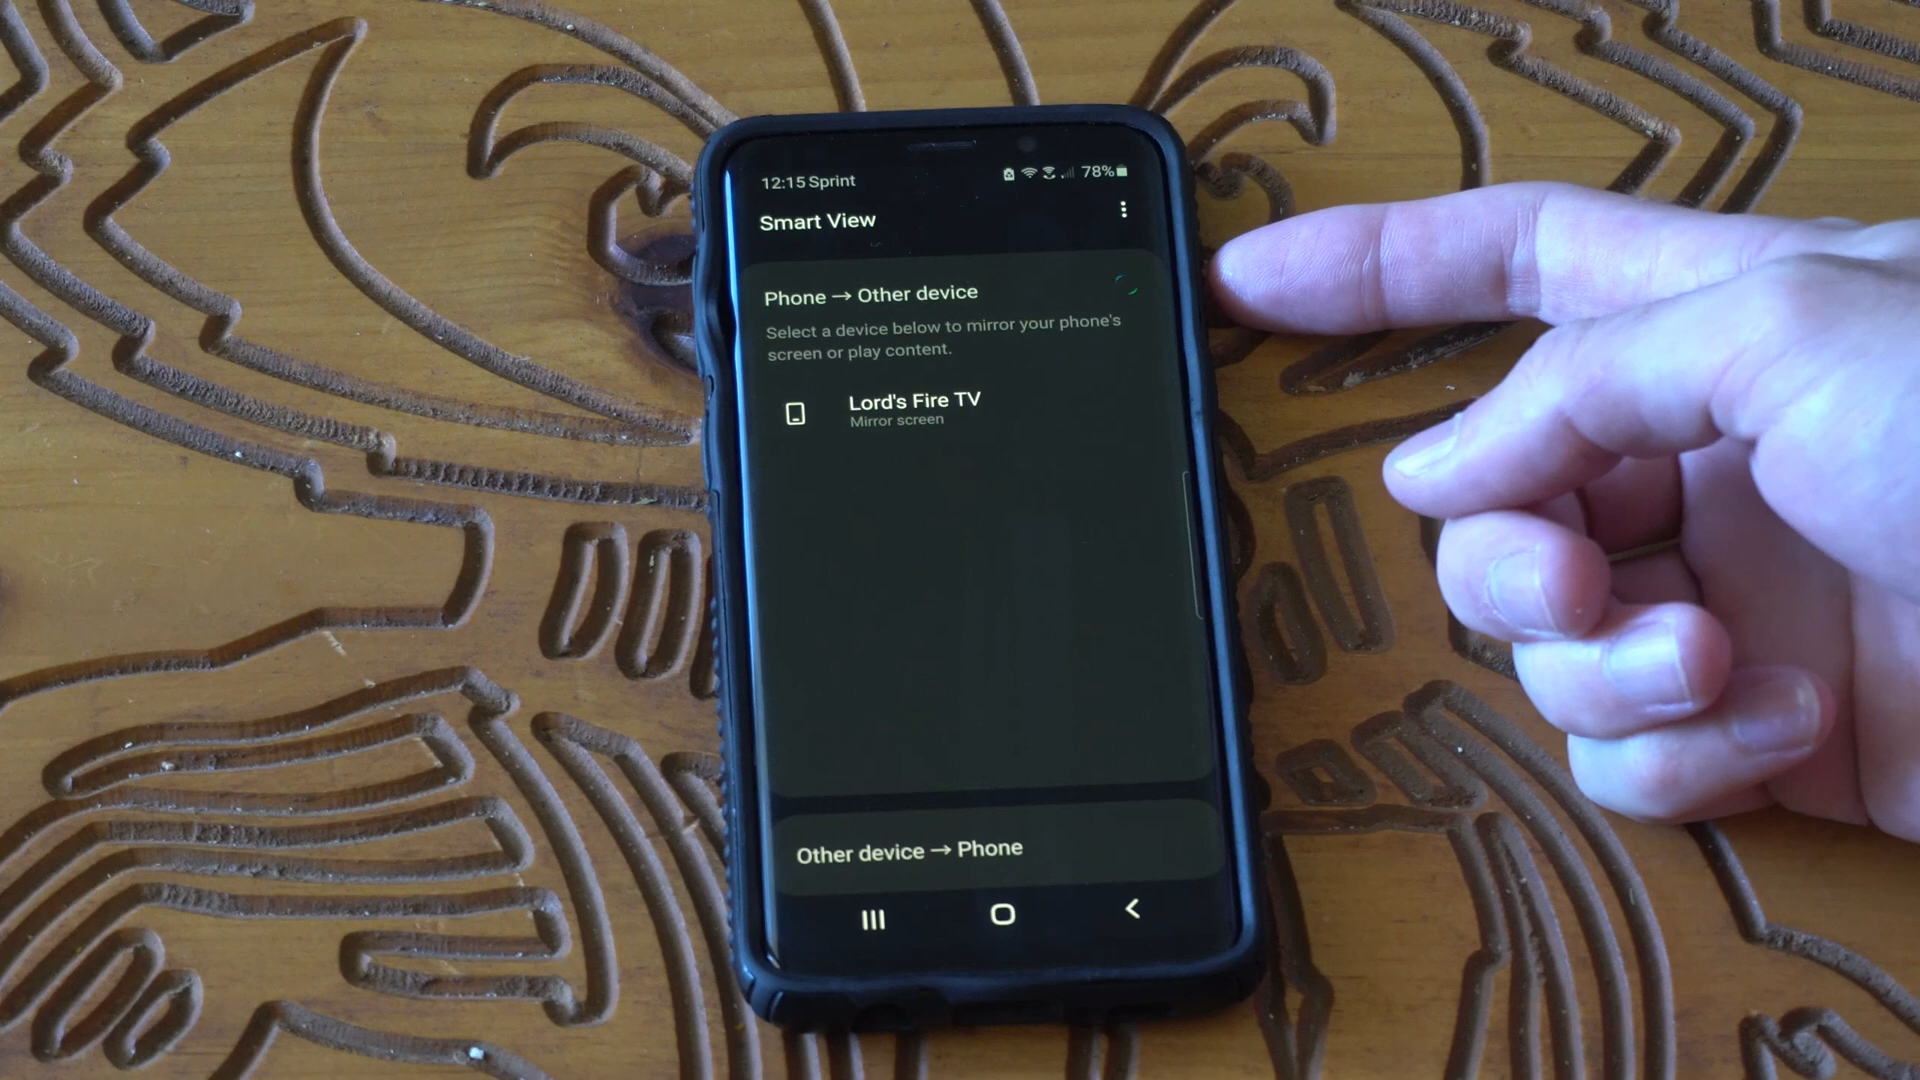 12:15 Sprint 78%
Smart View
Phone → Other device
Select a device below to mirror your phone's
screen or play content.
Lord's Fire TV
Mirror screen
Other device → Phone